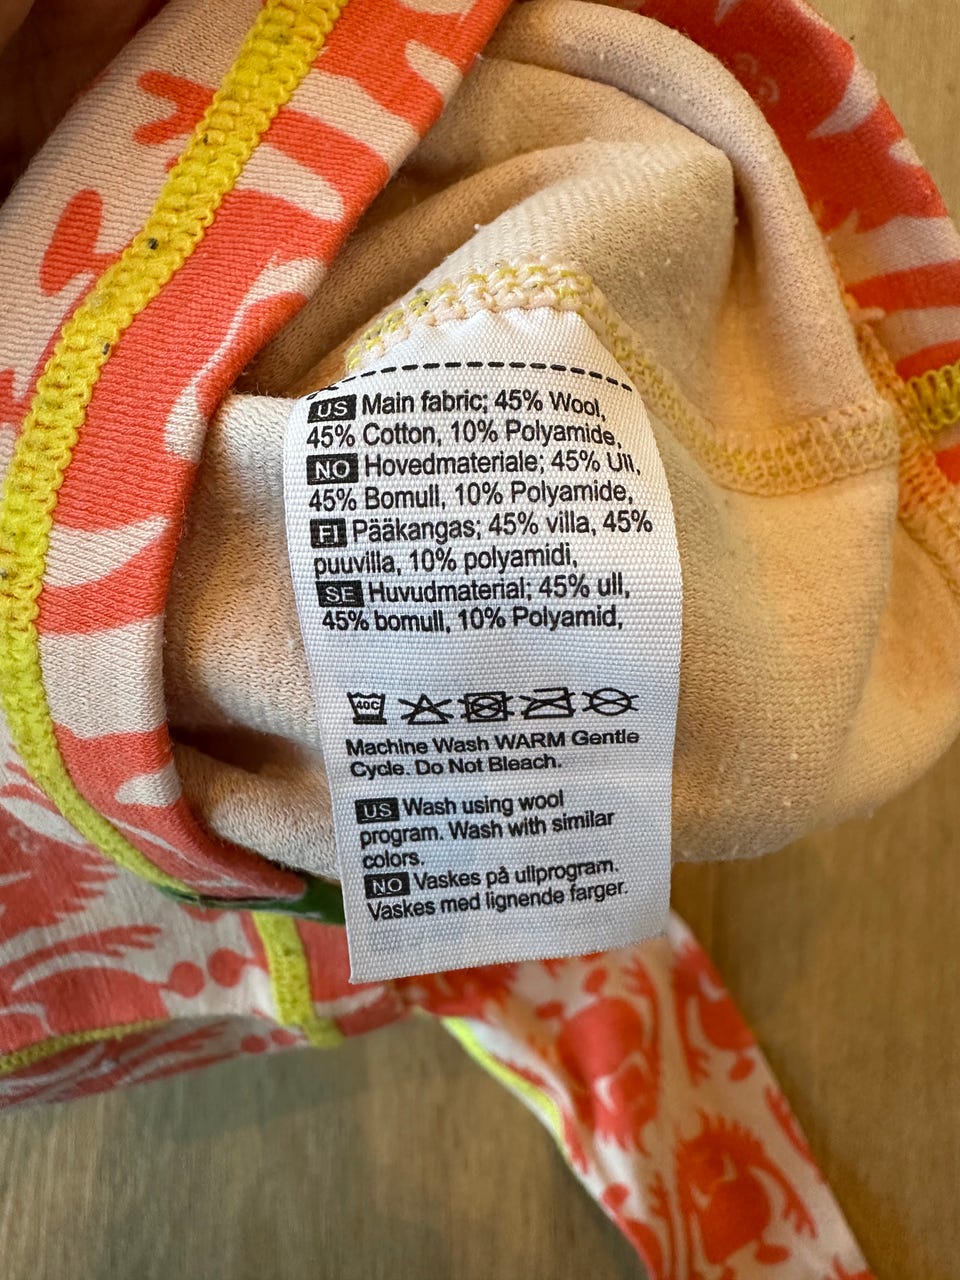 US Main fabric; 45% Wool,
45% Cotton, 10% Polyamide,
NO Hovedmateriale; 45% Ull,
45% Bomull, 10% Polyamide,
FI Pääkangas; 45% villa, 45%
puuvilla, 10% polyamidi,
SE Huvudmaterial; 45% ull,
45% bomull, 10% Polyamid,
40C
Machine Wash WARM Gentle
Cycle. Do Not Bleach.
US Wash using wool
program. Wash with similar
colors.
NO Vaskes på ullprogram.
Vaskes med lignende farger.